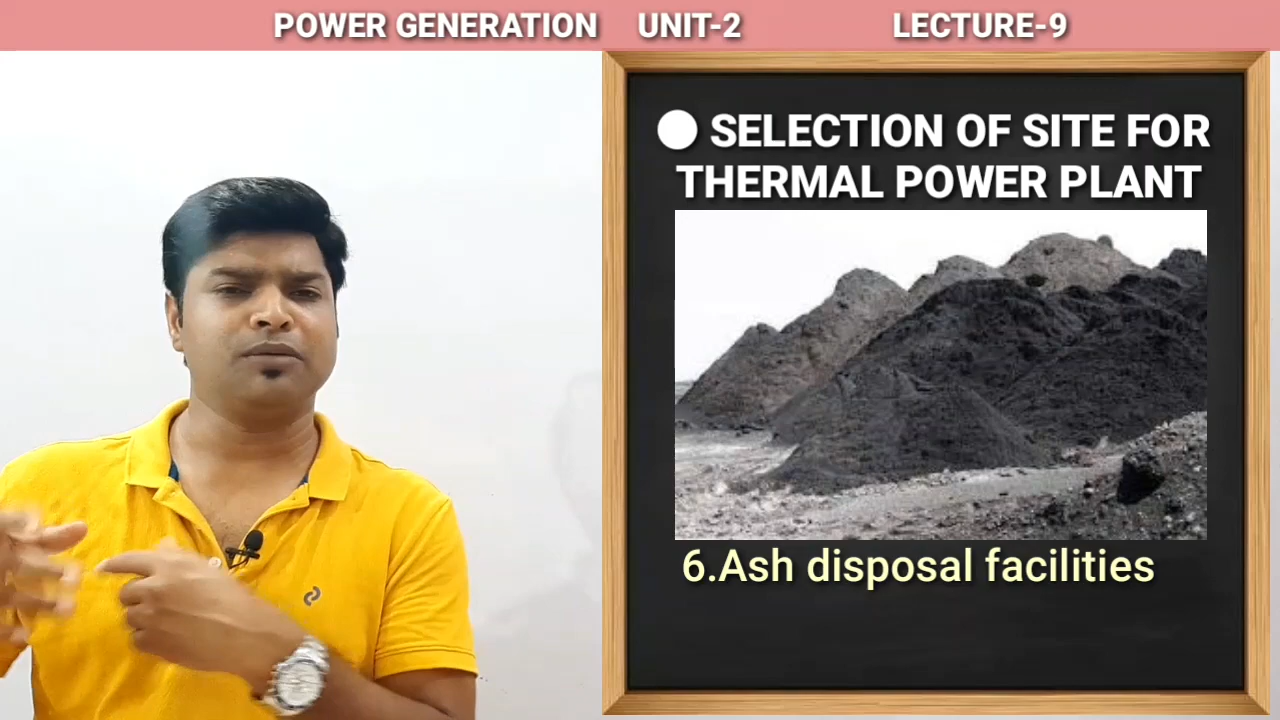 POWER GENERATION UNIT-2 LECTURE-9
SELECTION OF SITE FOR
THERMAL POWER PLANT
6.Ash disposal facilities